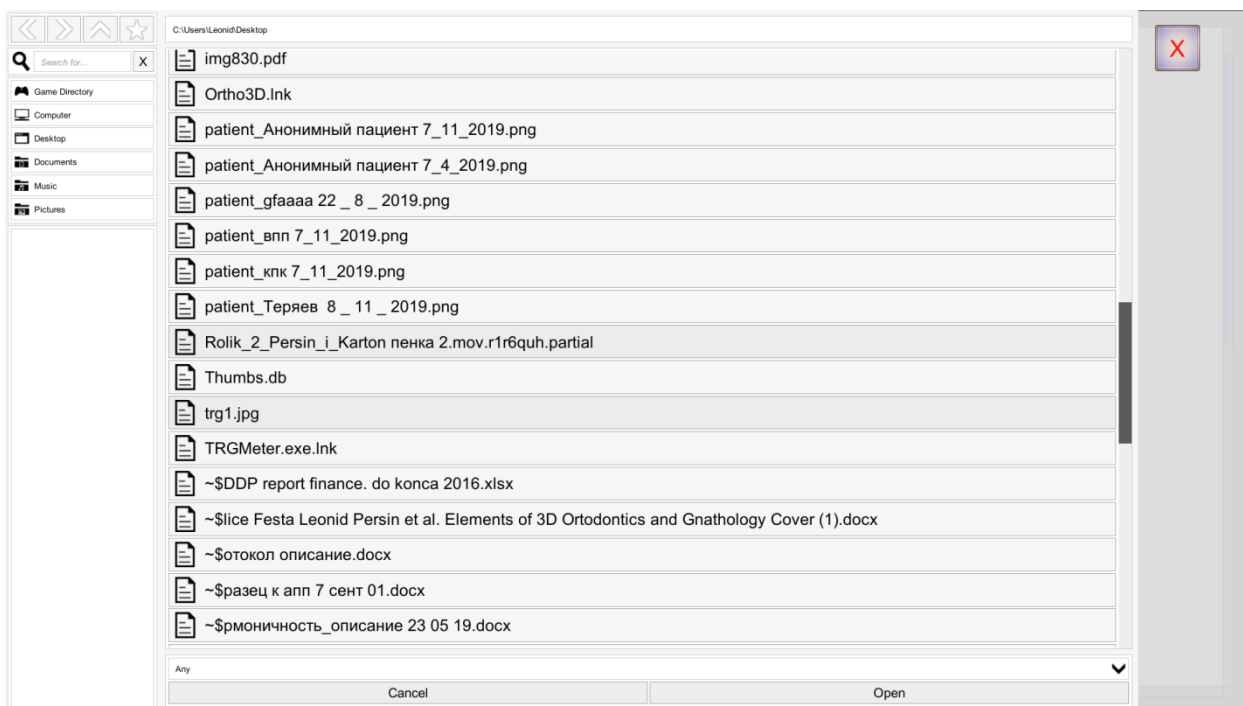 C:\Users\Leonid\Desktop
Search for...
X
Game Directory
Computer
Desktop
Documents
Music
Pictures
img830.pdf
Ortho3D.lnk
patient_Анонимный пациент 7_11_2019.png
patient_Анонимный пациент 7_4_2019.png
patient_gfaaaa 22 _ 8 _ 2019.png
patient_впп 7_11_2019.png
patient_кпк 7_11_2019.png
patient_Теряев  8 _ 11 _ 2019.png
Rolik_2_Persin_i_Karton пенка 2.mov.r1r6quh.partial
Thumbs.db
trg1.jpg
TRGMeter.exe.lnk
~$DDP report finance. do konca 2016.xlsx
~$lice Festa Leonid Persin et al. Elements of 3D Ortodontics and Gnathology Cover (1).docx
~$отокол описание.docx
~$разец к апп 7 сент 01.docx
~$рмоничность_описание 23 05 19.docx
Any
Cancel
Open
X